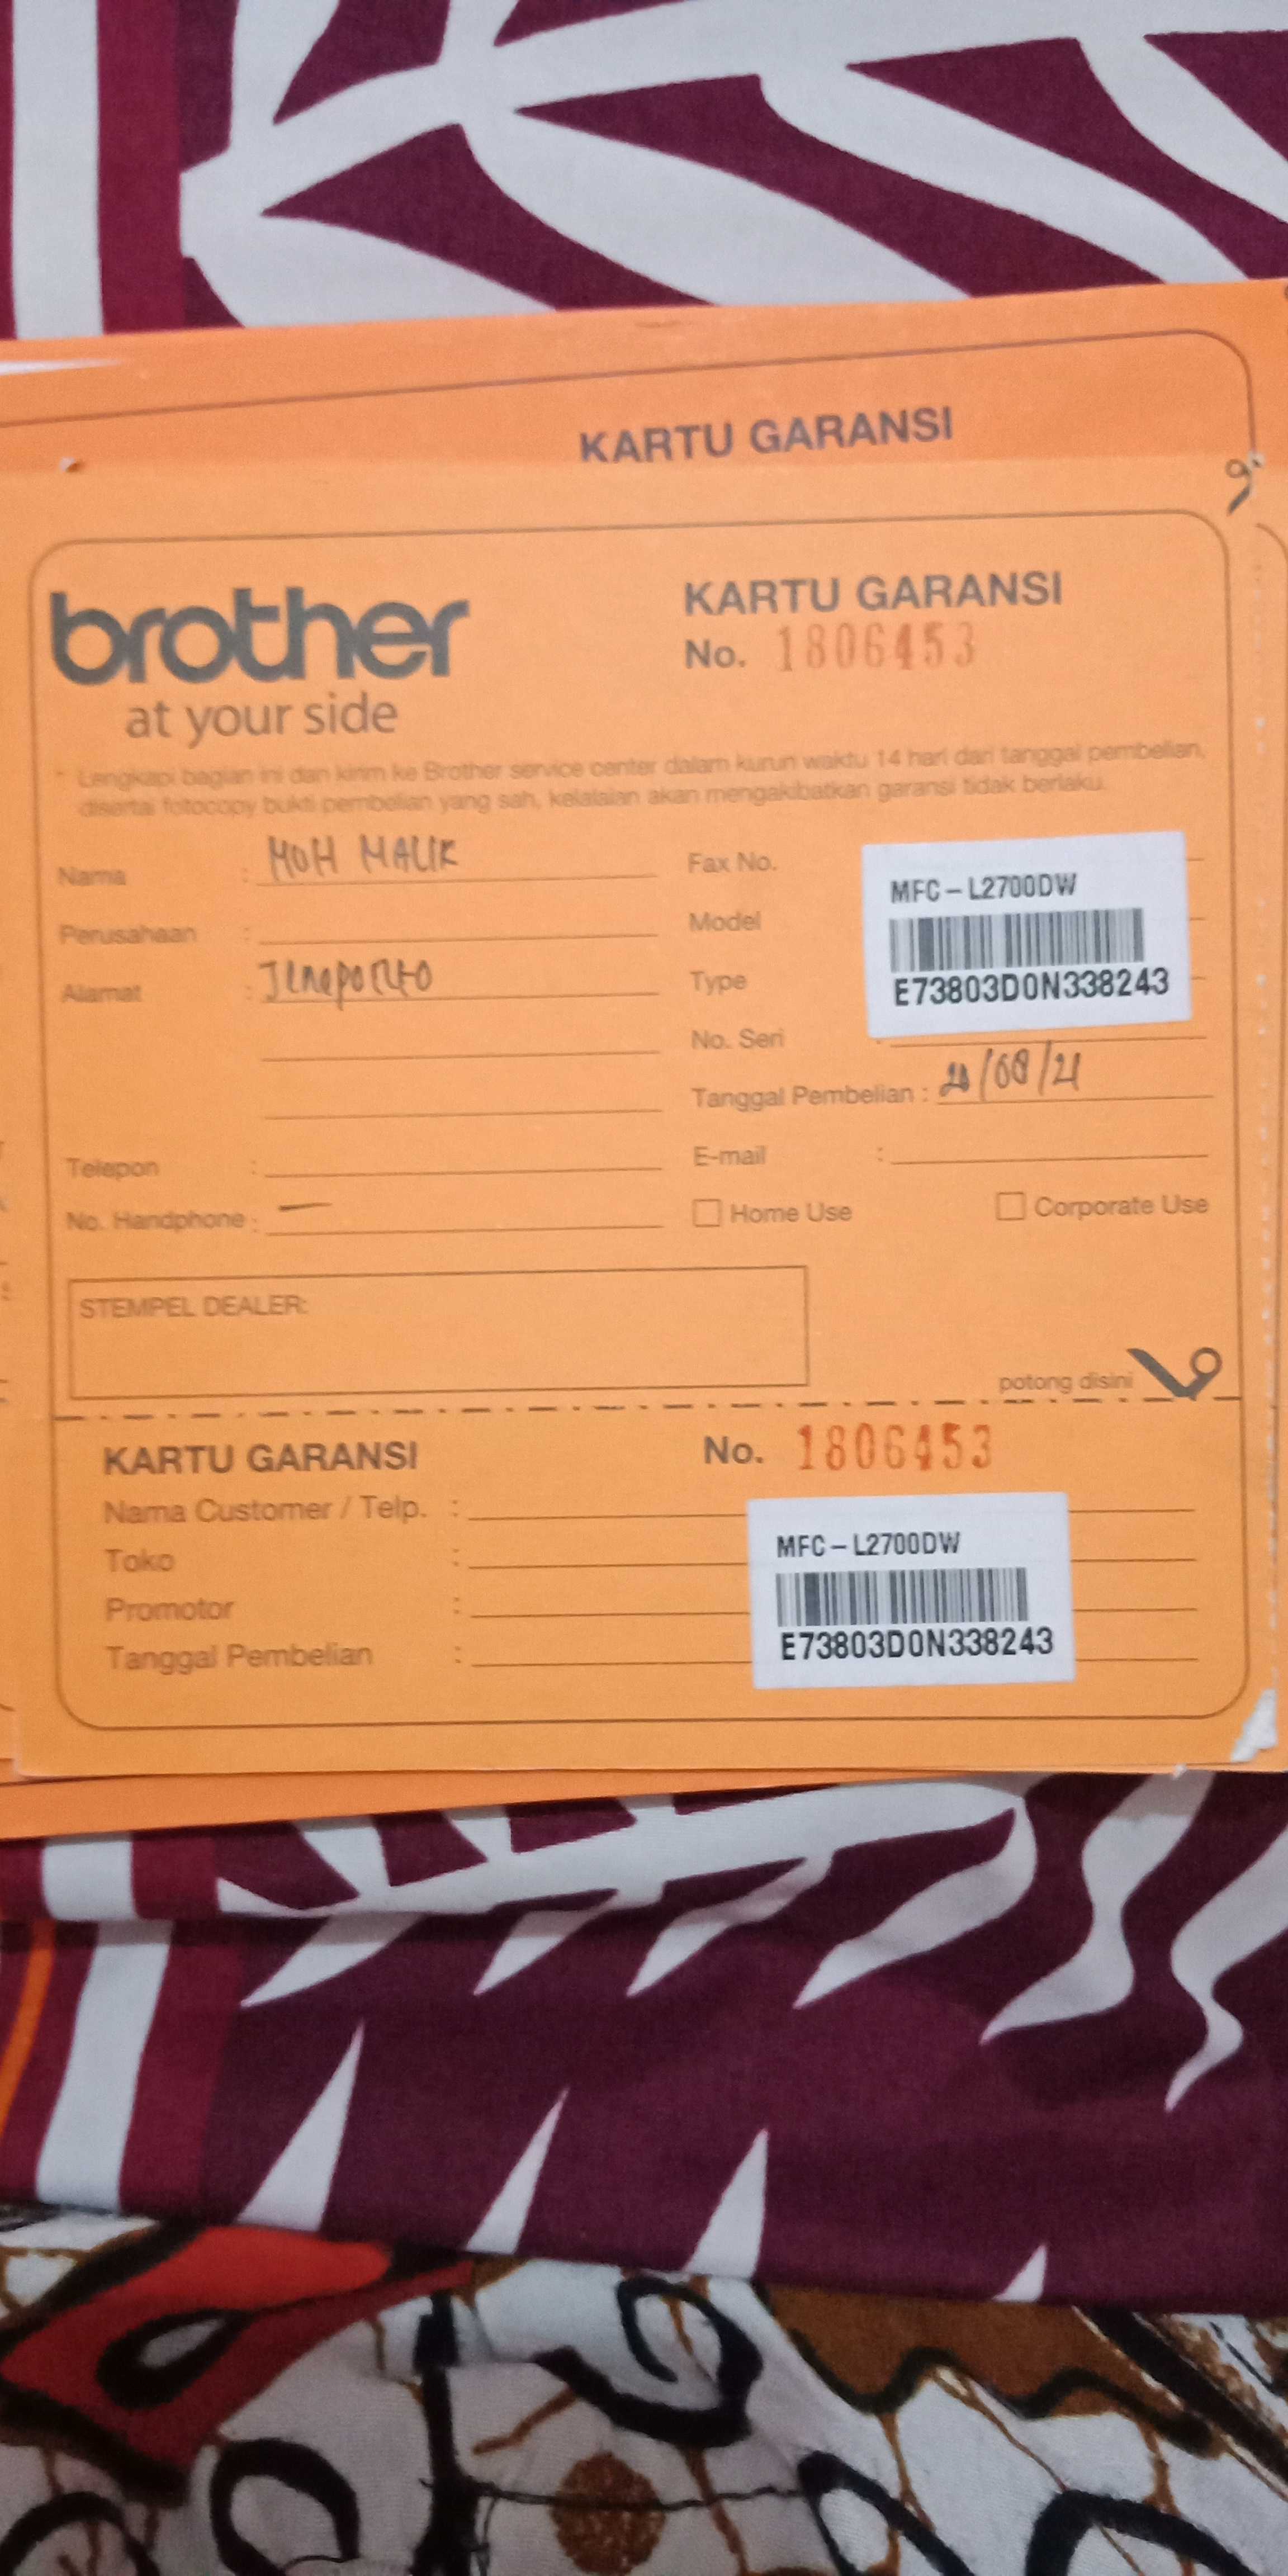 KARTU GARANSI
brother
at your side
KARTU GARANSI
No. 1806453
* Lengkapi bagian ini dan kirim ke Brother service center dalam kurun waktu 14 hari dari tanggal pembelian,
disertai fotocopy bukti pembelian yang sah, kelalaian akan mengakibatkan garansi tidak berlaku.
Nama : MOH MALIK
Perusahaan :
Alamat : Jeneponto
Telepon :
No. Handphone : —
Fax No.
Model
Type
No. Seri :
MFC-L2700DW
E73803D0N338243
Tanggal Pembelian : /08/21
E-mail :
Home Use
Corporate Use
STEMPEL DEALER:
potong disini
KARTU GARANSI
No. 1806453
Nama Customer / Telp. :
Toko :
Promotor :
Tanggal Pembelian :
MFC-L2700DW
E73803D0N338243